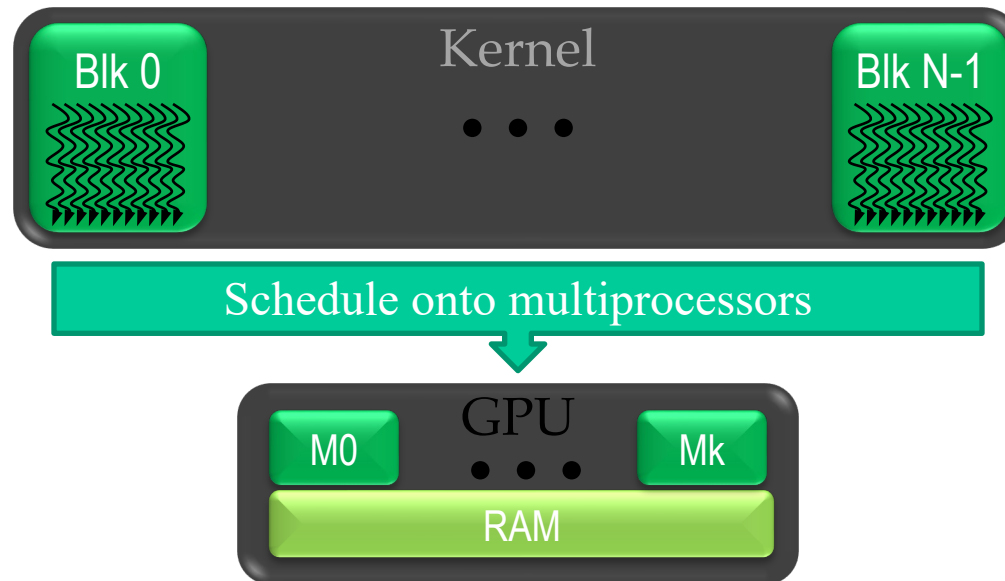 Kernel
Blk 0
Blk N-1
• • •
Schedule onto multiprocessors
GPU
M0
• • •
Mk
RAM